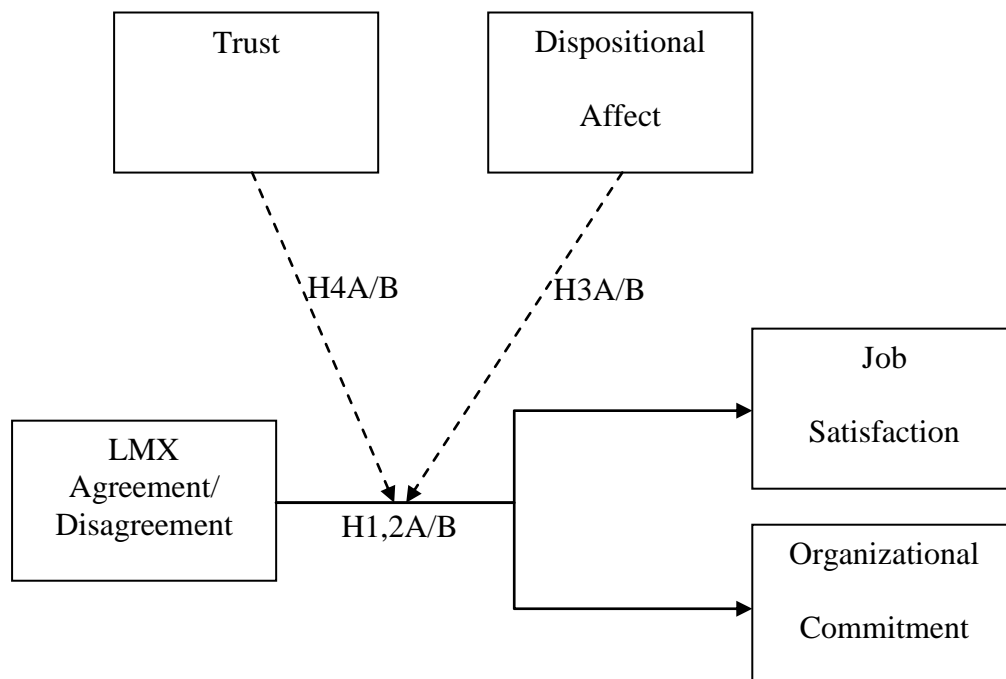 Trust
Dispositional
Affect
H4A/B
H3A/B
Job
Satisfaction
LMX
Agreement/
Disagreement
H1,2A/B
Organizational
Commitment